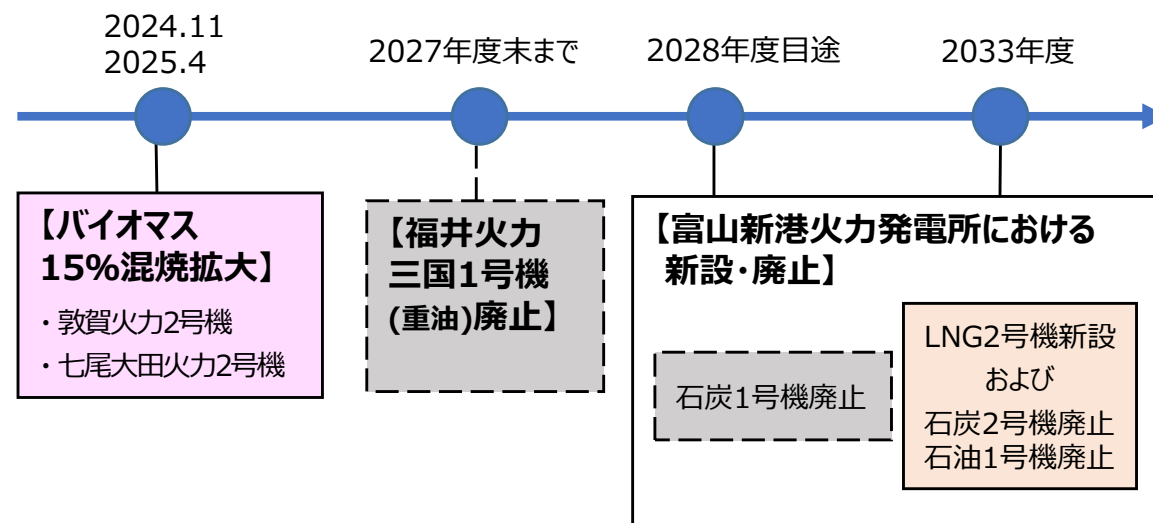 2024.11
2025.4
2027年度末まで
2028年度目途
2033年度
【バイオマス
15%混焼拡大】
・敦賀火力2号機
・七尾大田火力2号機
【福井火力
三国1号機
(重油)廃止】
【富山新港火力発電所における
新設・廃止】
石炭1号機廃止
LNG2号機新設
および
石炭2号機廃止
石油1号機廃止